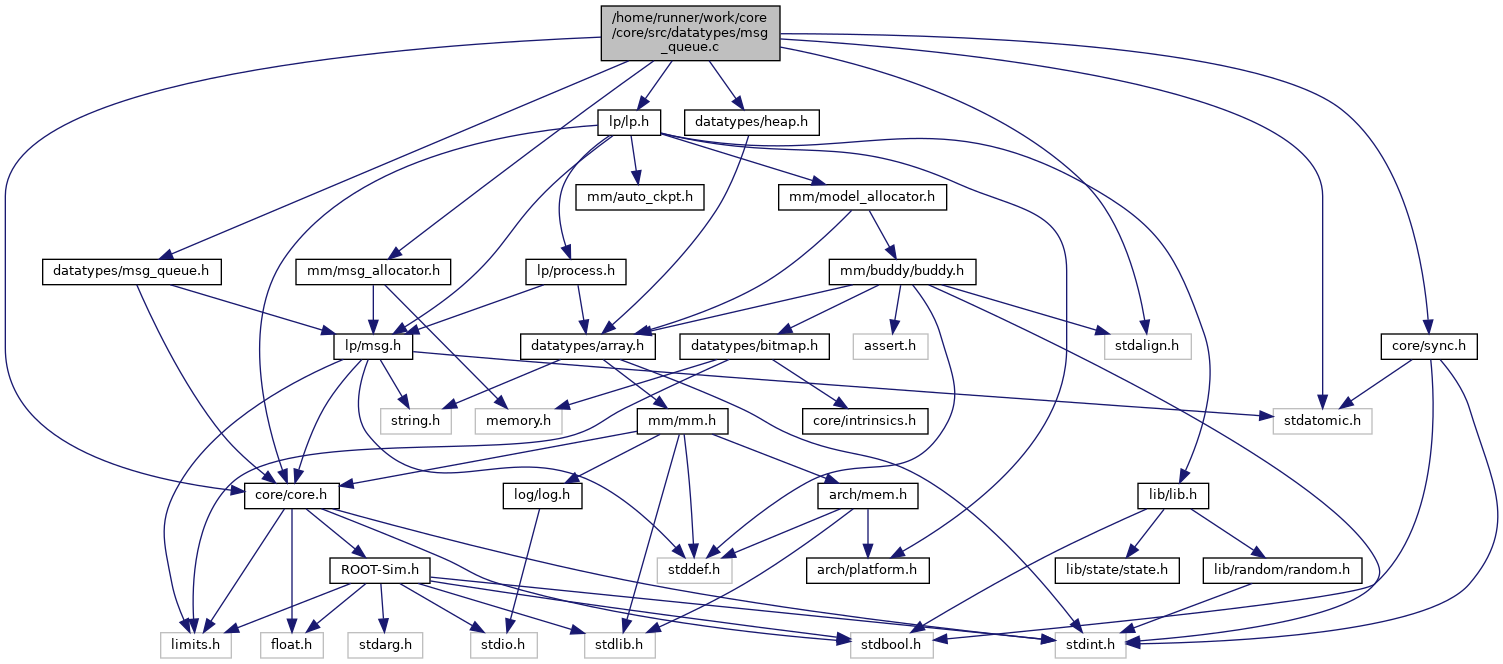 /home/runner/work/core
/core/src/datatypes/msg
_queue.c
lp/lp.h
datatypes/heap.h
mm/auto_ckpt.h
mm/model_allocator.h
datatypes/msg_queue.h
mm/msg_allocator.h
lp/process.h
mm/buddy/buddy.h
lp/msg.h
datatypes/array.h
datatypes/bitmap.h
assert.h
stdalign.h
core/sync.h
string.h
memory.h
mm/mm.h
core/intrinsics.h
stdatomic.h
core/core.h
log/log.h
arch/mem.h
lib/lib.h
ROOT-Sim.h
stddef.h
arch/platform.h
lib/state/state.h
lib/random/random.h
limits.h
float.h
stdarg.h
stdio.h
stdlib.h
stdbool.h
stdint.h